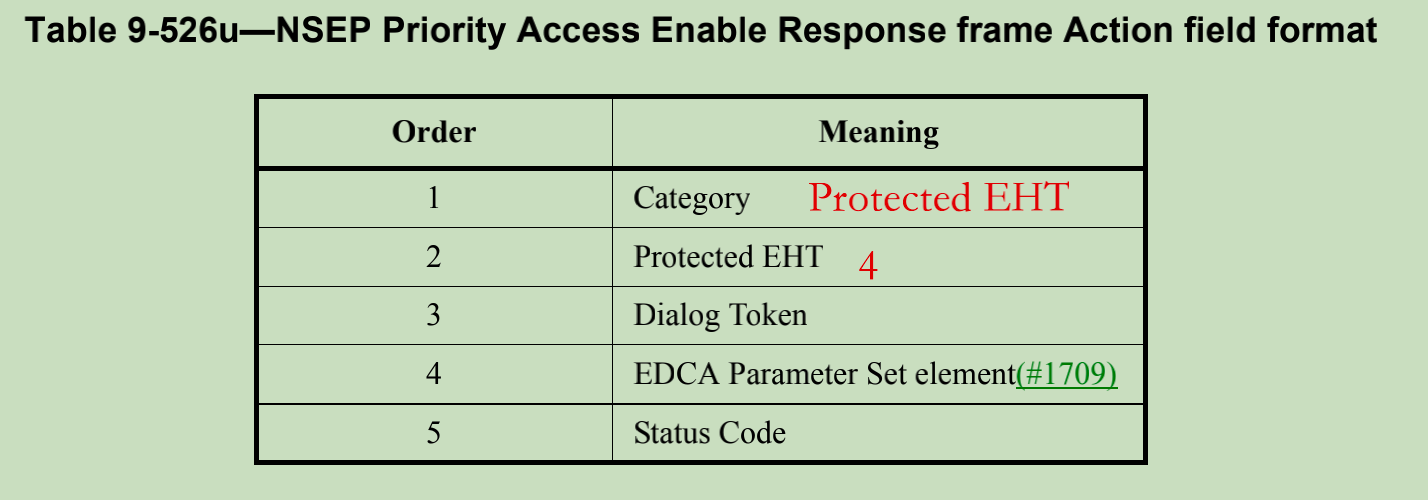 Table 9-526u—NSEP Priority Access Enable Response frame Action field format
Order Meaning
1 Category Protected EHT
2 Protected EHT 4
3 Dialog Token
4 EDCA Parameter Set element(#1709)
5 Status Code